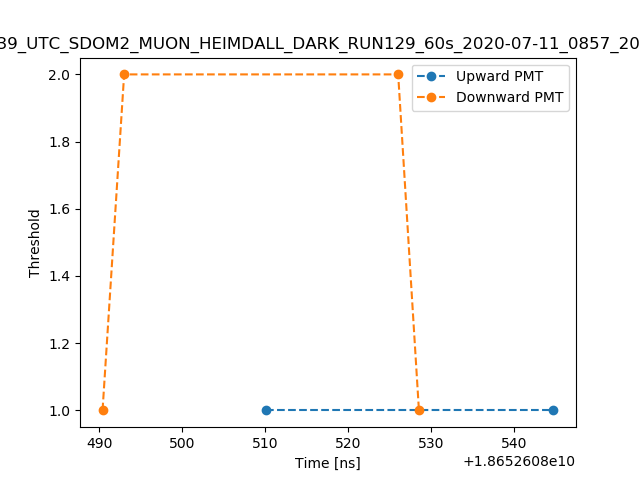 39_UTC_SDOM2_MUON_HEIMDALL_DARK_RUN129_60s_2020-07-11_0857_20
Upward PMT
Downward PMT
Threshold
2.0
1.8
1.6
1.4
1.2
1.0
490 500 510 520 530 540
Time [ns]
+1.8652608e10